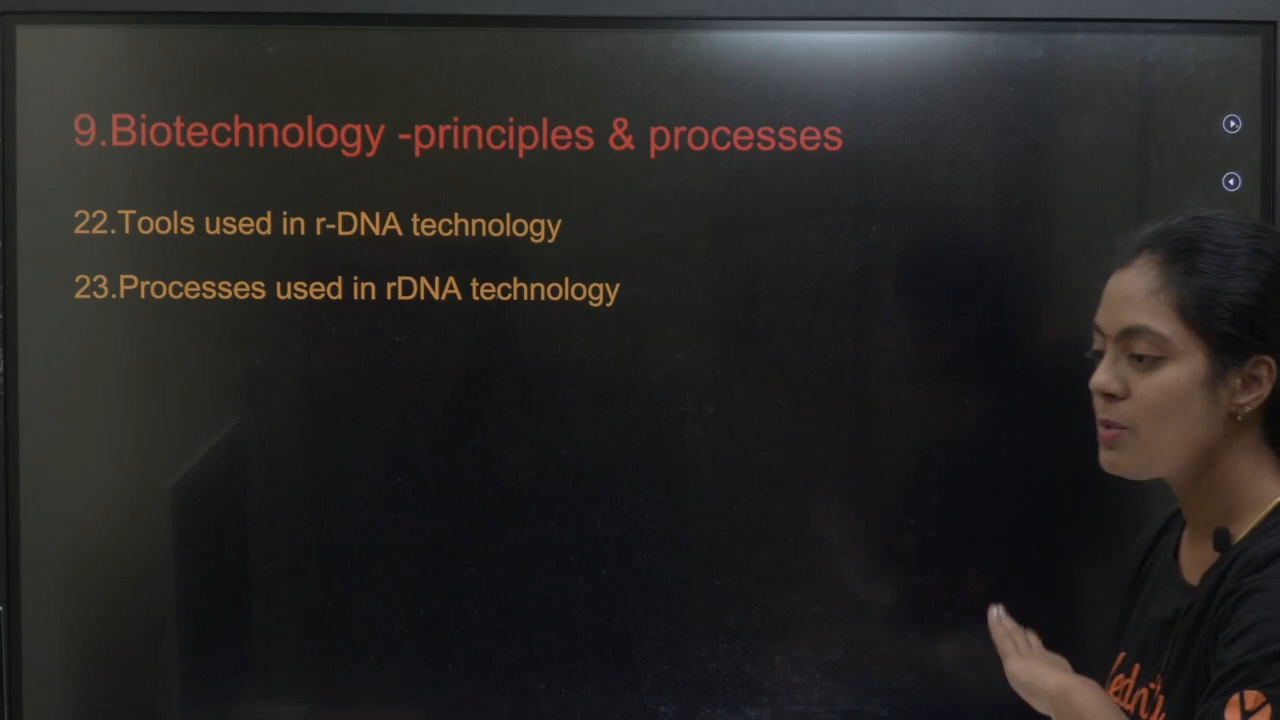 9.Biotechnology -principles & processes
22.Tools used in r-DNA technology
23.Processes used in rDNA technology